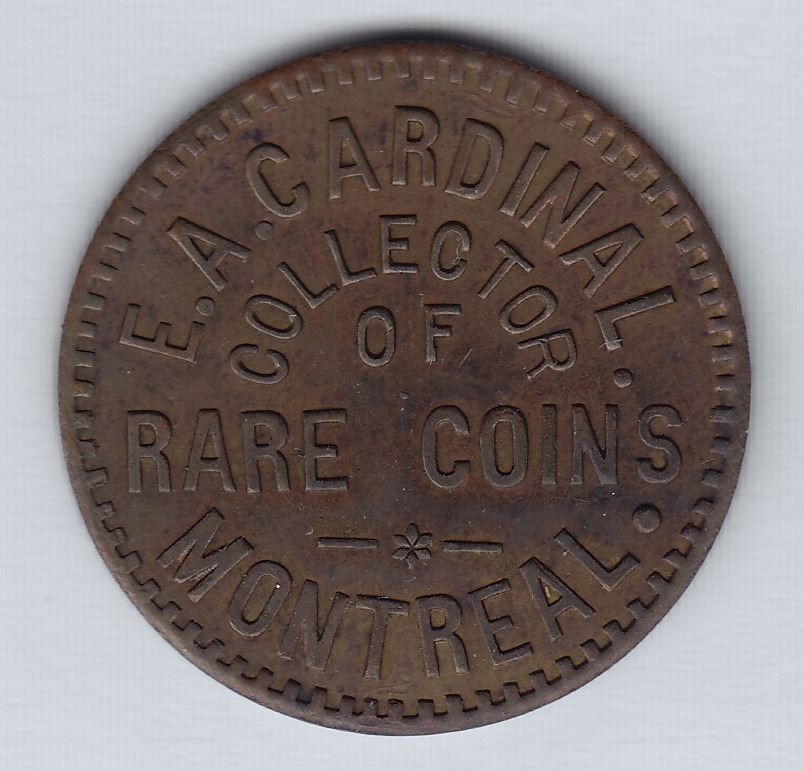 E.A.CARDINAL.
COLLECTOR
OF
RARE COINS
MONTREAL.